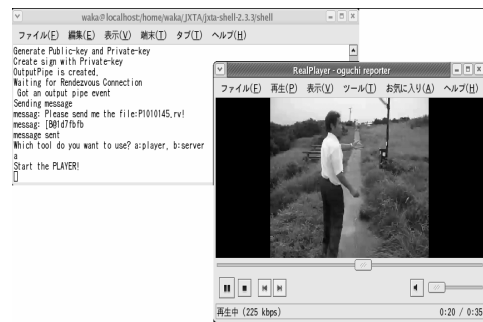 waka@localhost:/home/waka/JXTA/jxta-shell-2.3.3/shell
ファイル(F) 編集(E) 表示(V) 端末(T) タブ(T) ヘルプ(H)
Generate Public-key and Private-key
Create sign with Private-key
OutputPipe is created.
Waiting for Rendezvous Connection
Got an output pipe event
Sending message
messag: Please send me the file:P1010145.rv!
messag: [B@1d7fbfb
message sent
Which tool do you want to use? a:player, b:server
a
Start the PLAYER!
RealPlayer - oguchi reporter
ファイル(F) 再生(P) 表示(V) ツール(T) お気に入り(A) ヘルプ(H)
再生中 (225 kbps) 0:20 / 0:35